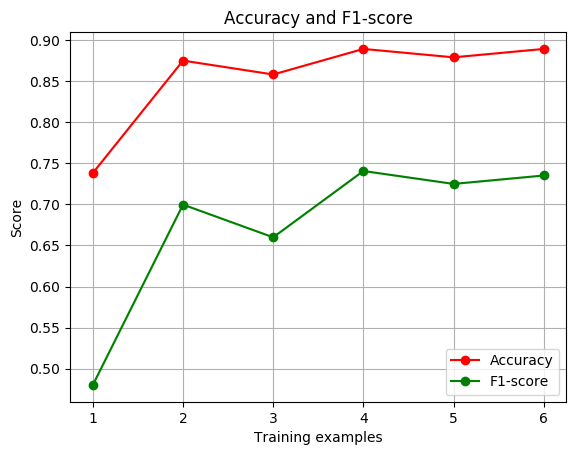 Accuracy and F1-score
0.90
0.85
0.80
0.75
0.70
0.65
0.60
0.55
0.50
Score
1 2 3 4 5 6
Training examples
Accuracy
F1-score